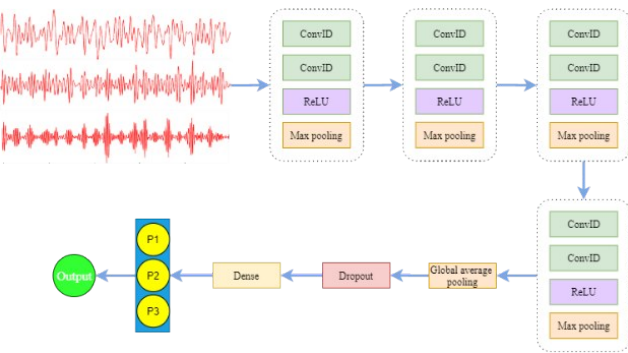 ConvID
ConvID
ReLU
Max pooling
ConvID
ConvID
ReLU
Max pooling
ConvID
ConvID
ReLU
Max pooling
ConvID
ConvID
ReLU
Max pooling
Global average
pooling
Dropout
Dense
P1
P2
P3
Output